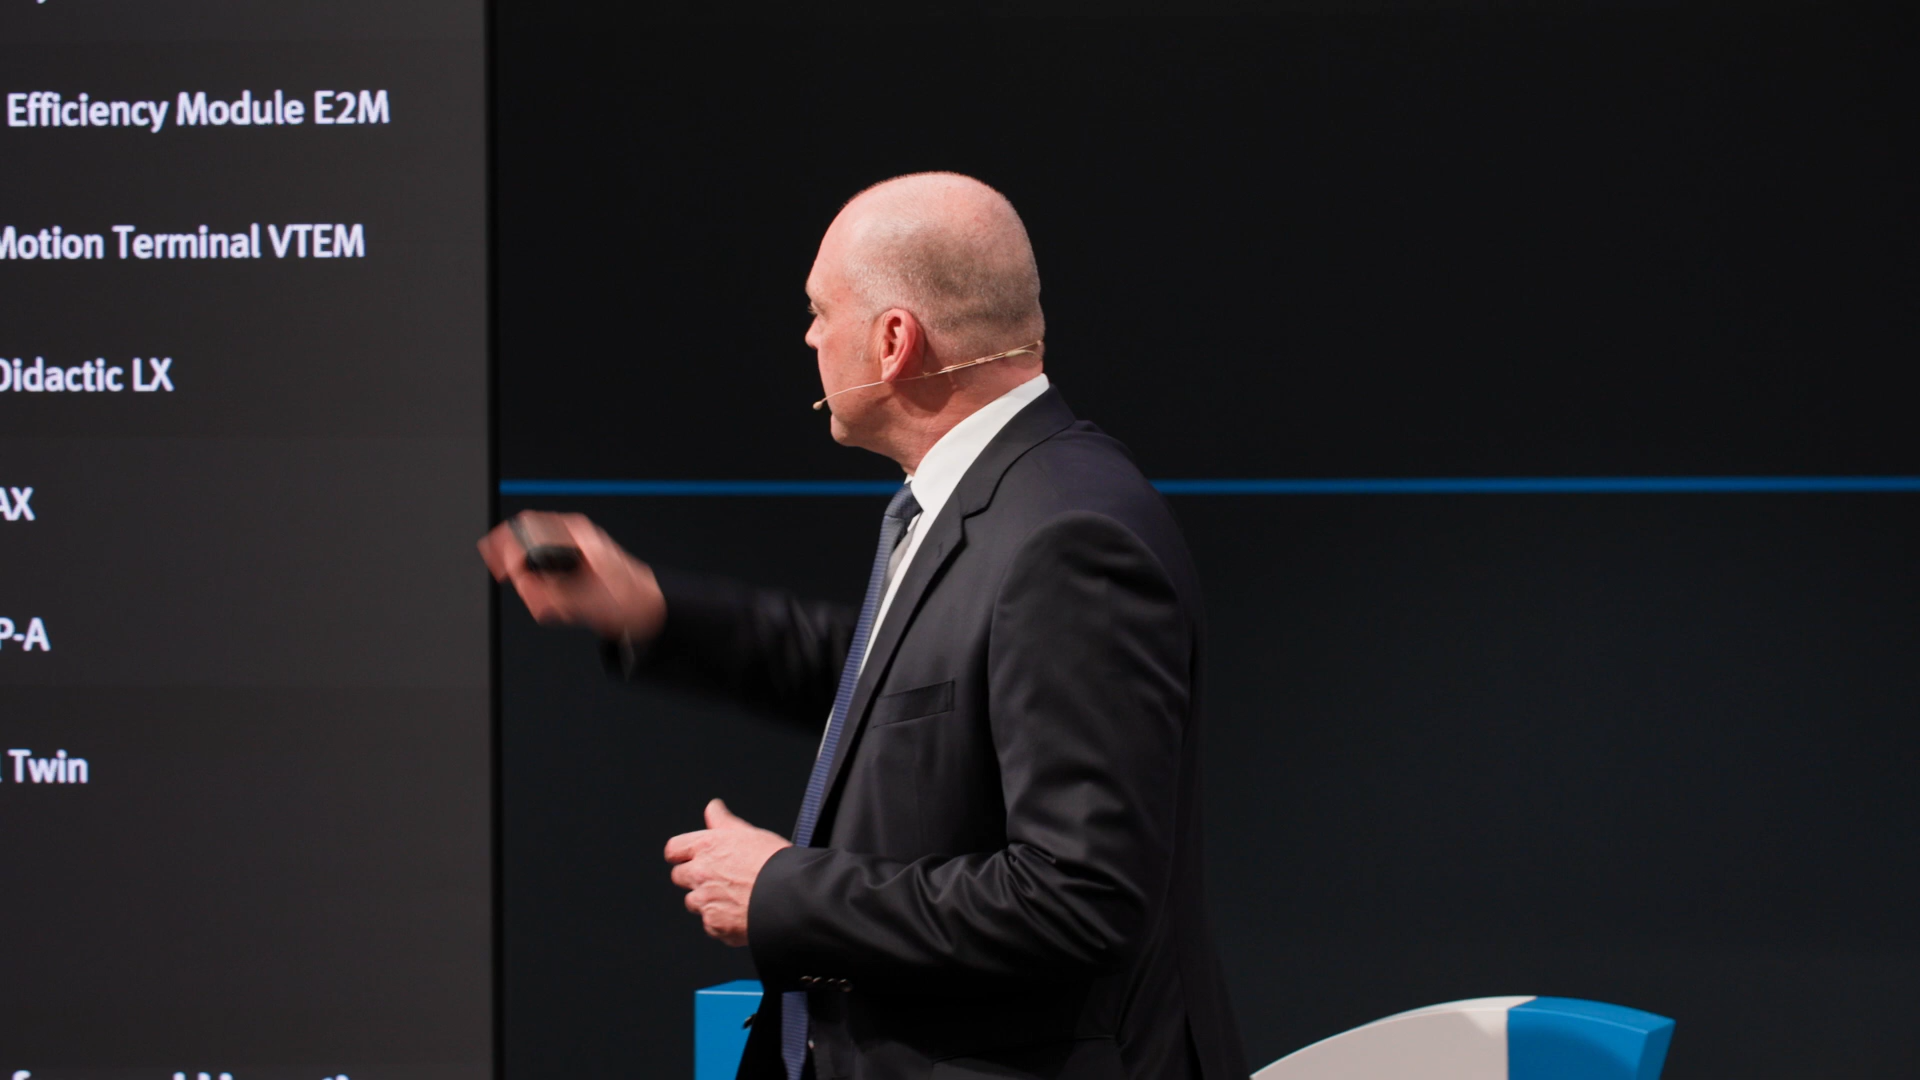 Efficiency Module E2M
Motion Terminal VTEM
Didactic LX
AX
P-A
Twin